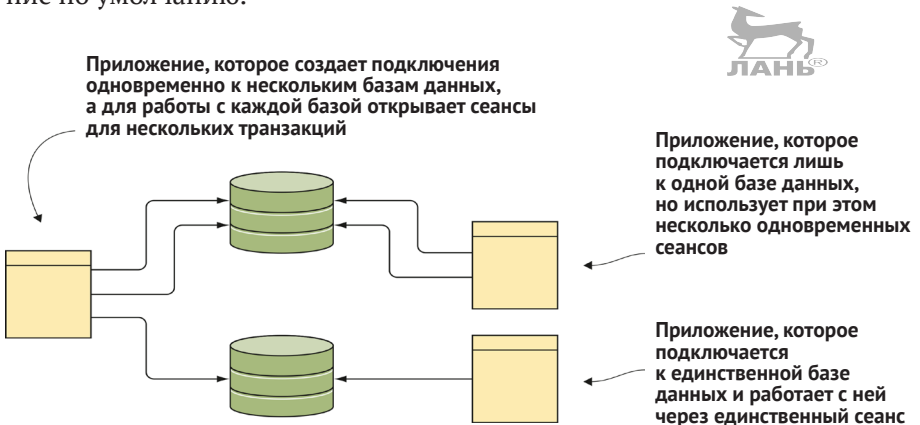 ние по умолчанию.
ЛАНЬ®
Приложение, которое создает подключения
одновременно к нескольким базам данных,
а для работы с каждой базой открывает сеансы
для нескольких транзакций
Приложение, которое
подключается лишь
к одной базе данных,
но использует при этом
несколько одновременных
сеансов
Приложение, которое
подключается
к единственной базе
данных и работает с ней
через единственный сеанс